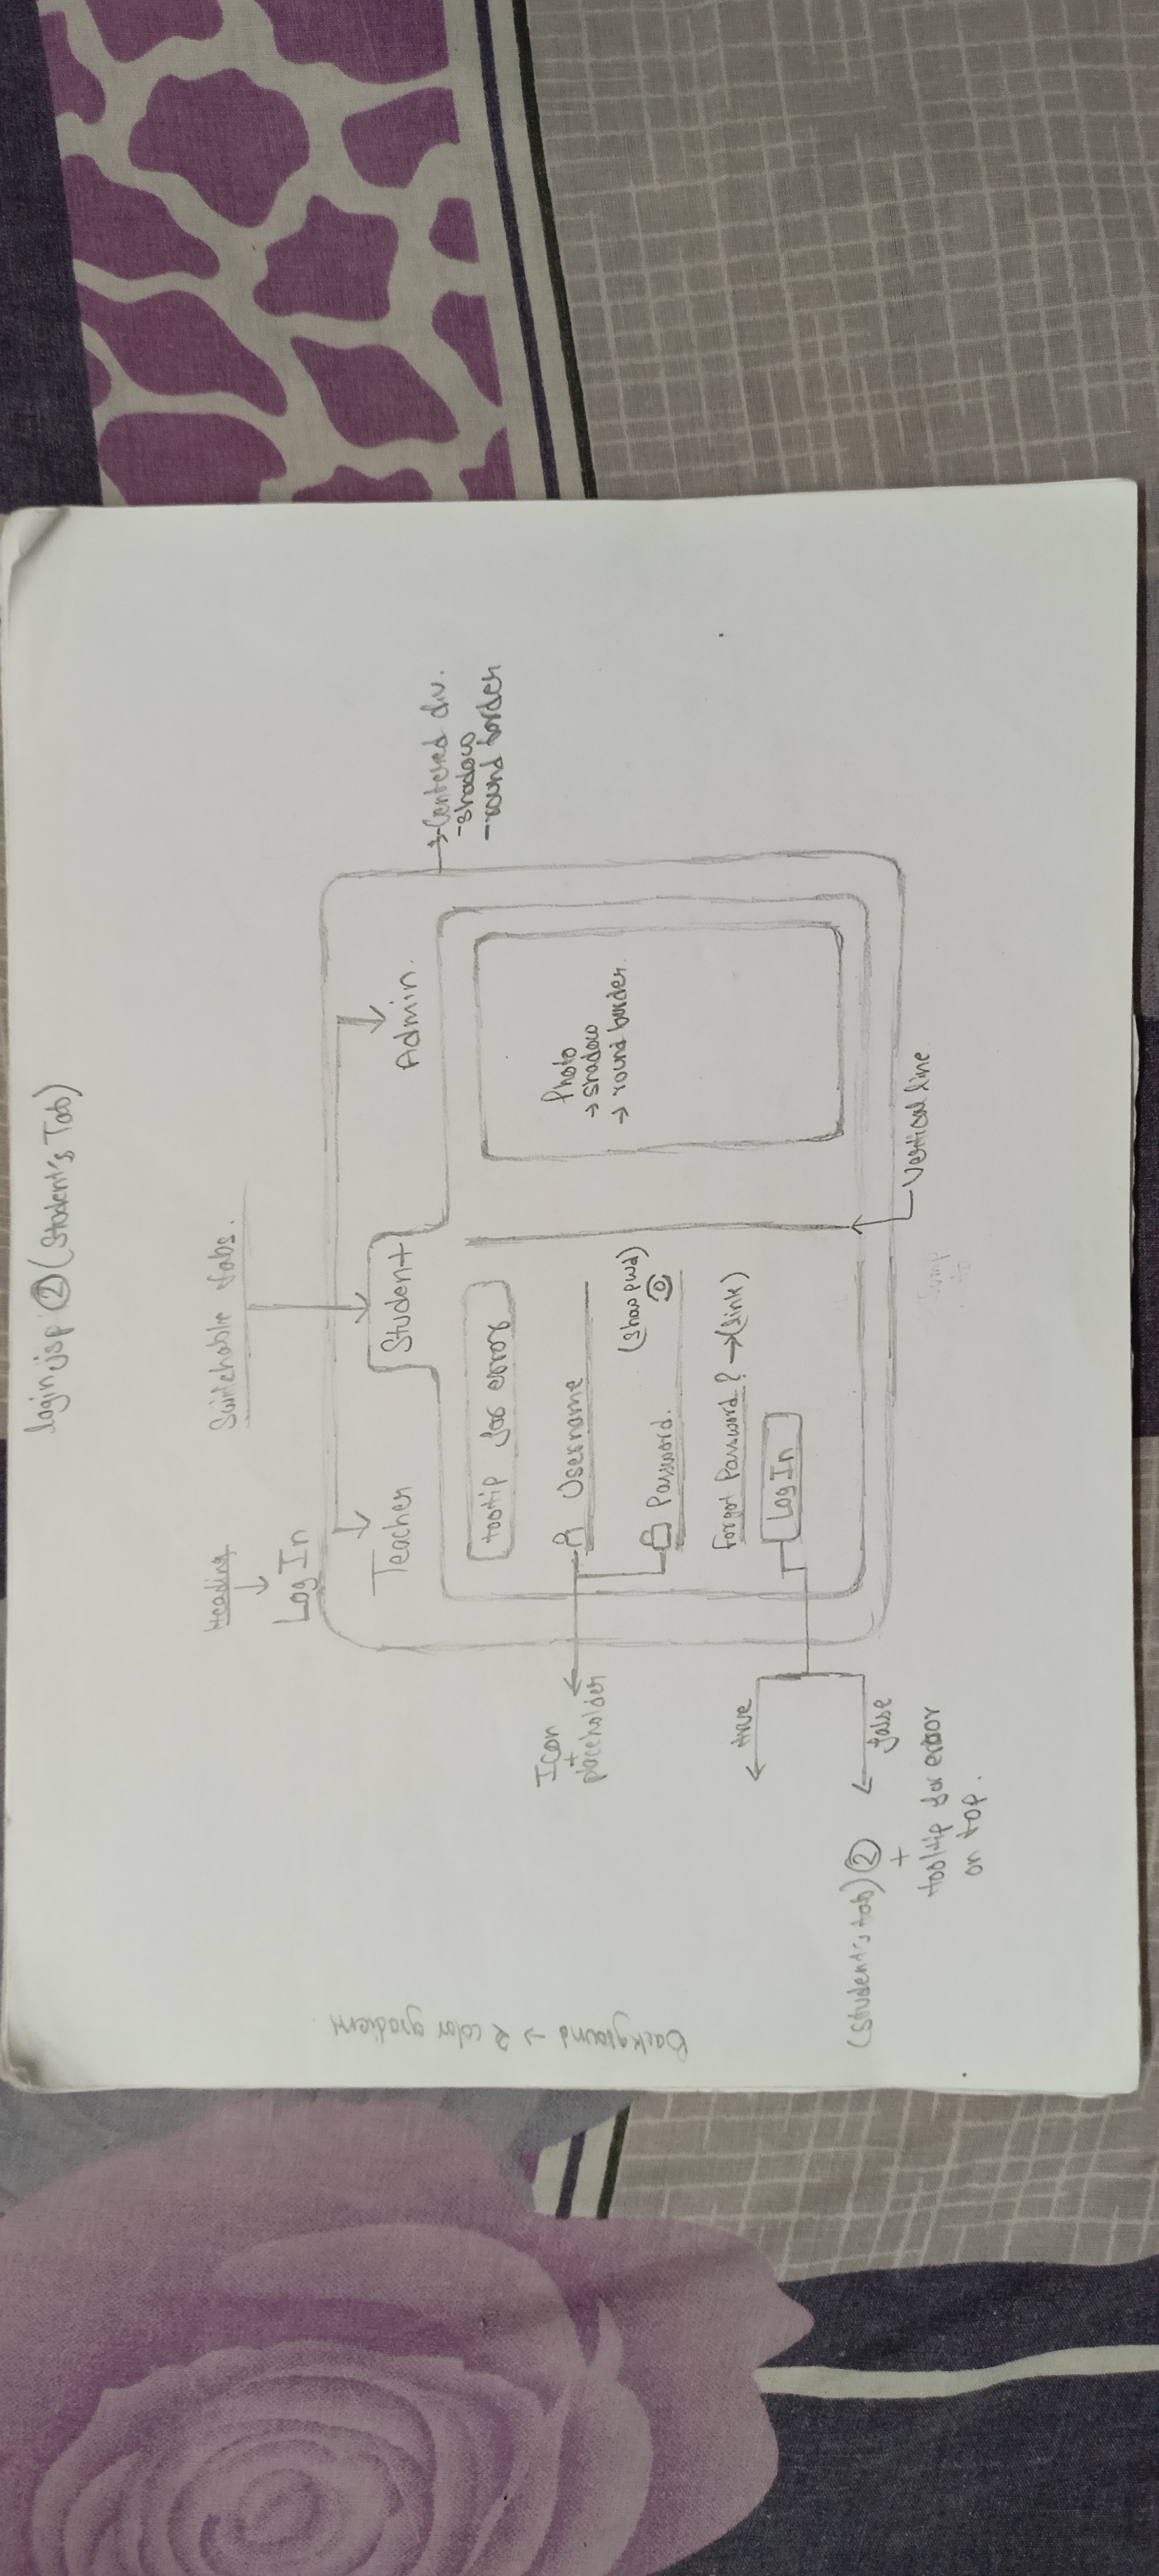 login.jsp ② (Student's Tab)
Switchable tabs.
Heading
↓
Log In
Teacher
Student
Admin.
→ Centered div.
- shadow
- round border
tooltip for error
Username
(show pwd)
Password.
Forgot Password? → (link)
Log In
Photo
→ shadow
→ round border.
Vertical line
Icon
+
placeholder
true
false
(Student's tab) ②
+
tooltip for error
on top.
Background → 2 color gradient.